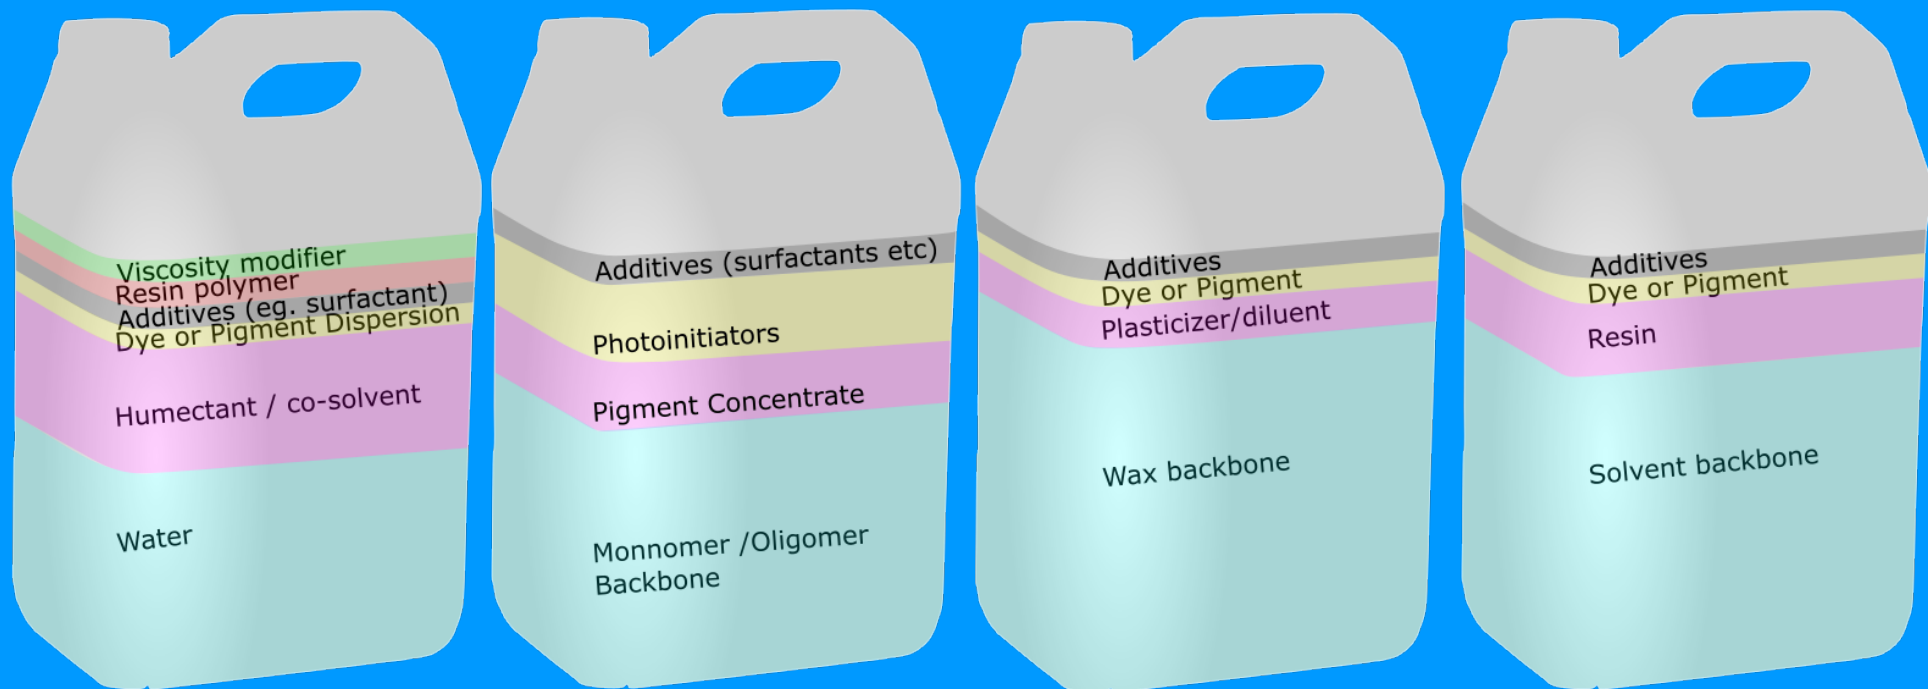 Viscosity modifier
Resin polymer
Additives (eg. surfactant)
Dye or Pigment Dispersion
Humectant / co-solvent
Water
Additives (surfactants etc)
Photoinitiators
Pigment Concentrate
Monnomer /Oligomer
Backbone
Additives
Dye or Pigment
Plasticizer/diluent
Wax backbone
Additives
Dye or Pigment
Resin
Solvent backbone